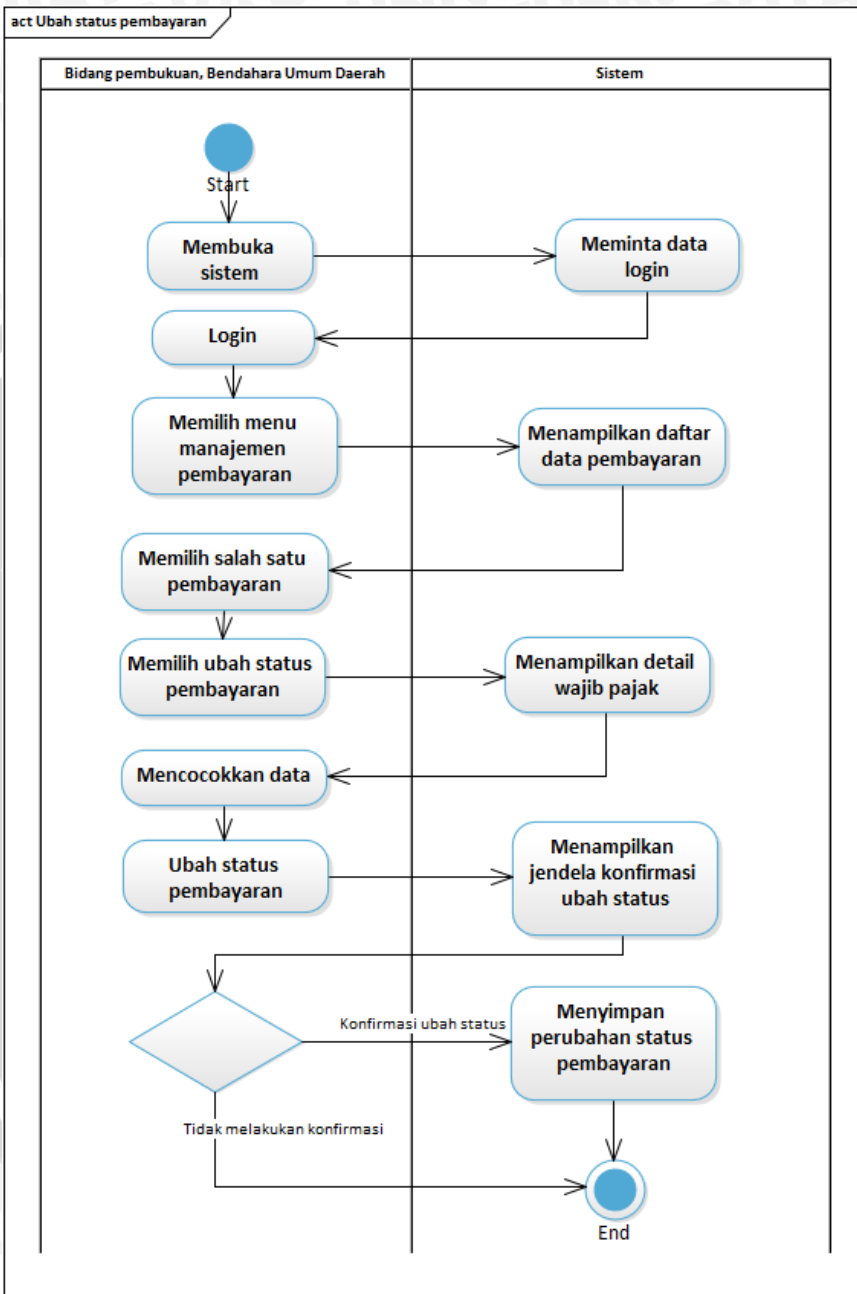 act Ubah status pembayaran
Bidang pembukuan, Bendahara Umum Daerah
Sistem
Start
Membuka
sistem
Meminta data
login
Login
Memilih menu
manajemen
pembayaran
Menampilkan daftar
data pembayaran
Memilih salah satu
pembayaran
Memilih ubah status
pembayaran
Menampilkan detail
wajib pajak
Mencocokkan data
Ubah status
pembayaran
Menampilkan
jendela konfirmasi
ubah status
Konfirmasi ubah status
Menyimpan
perubahan status
pembayaran
Tidak melakukan konfirmasi
End